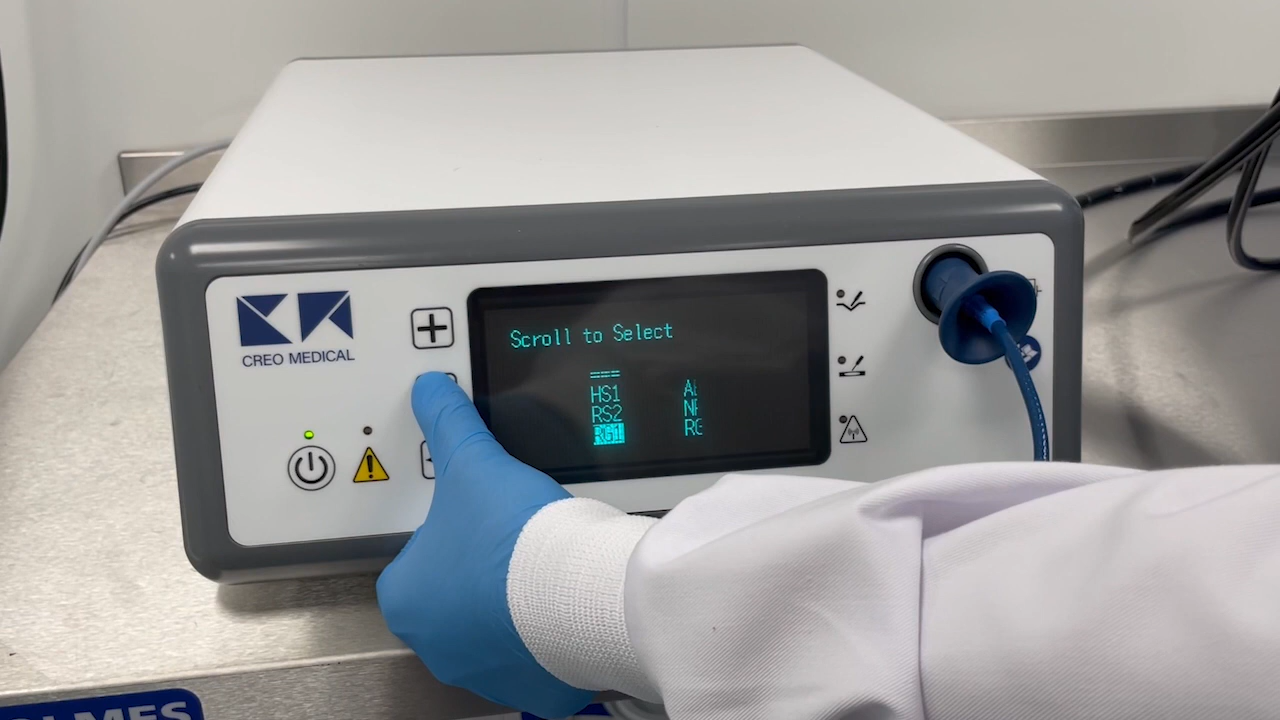 CREO MEDICAL
Scroll to Select
===
HS1
RS2
RG1